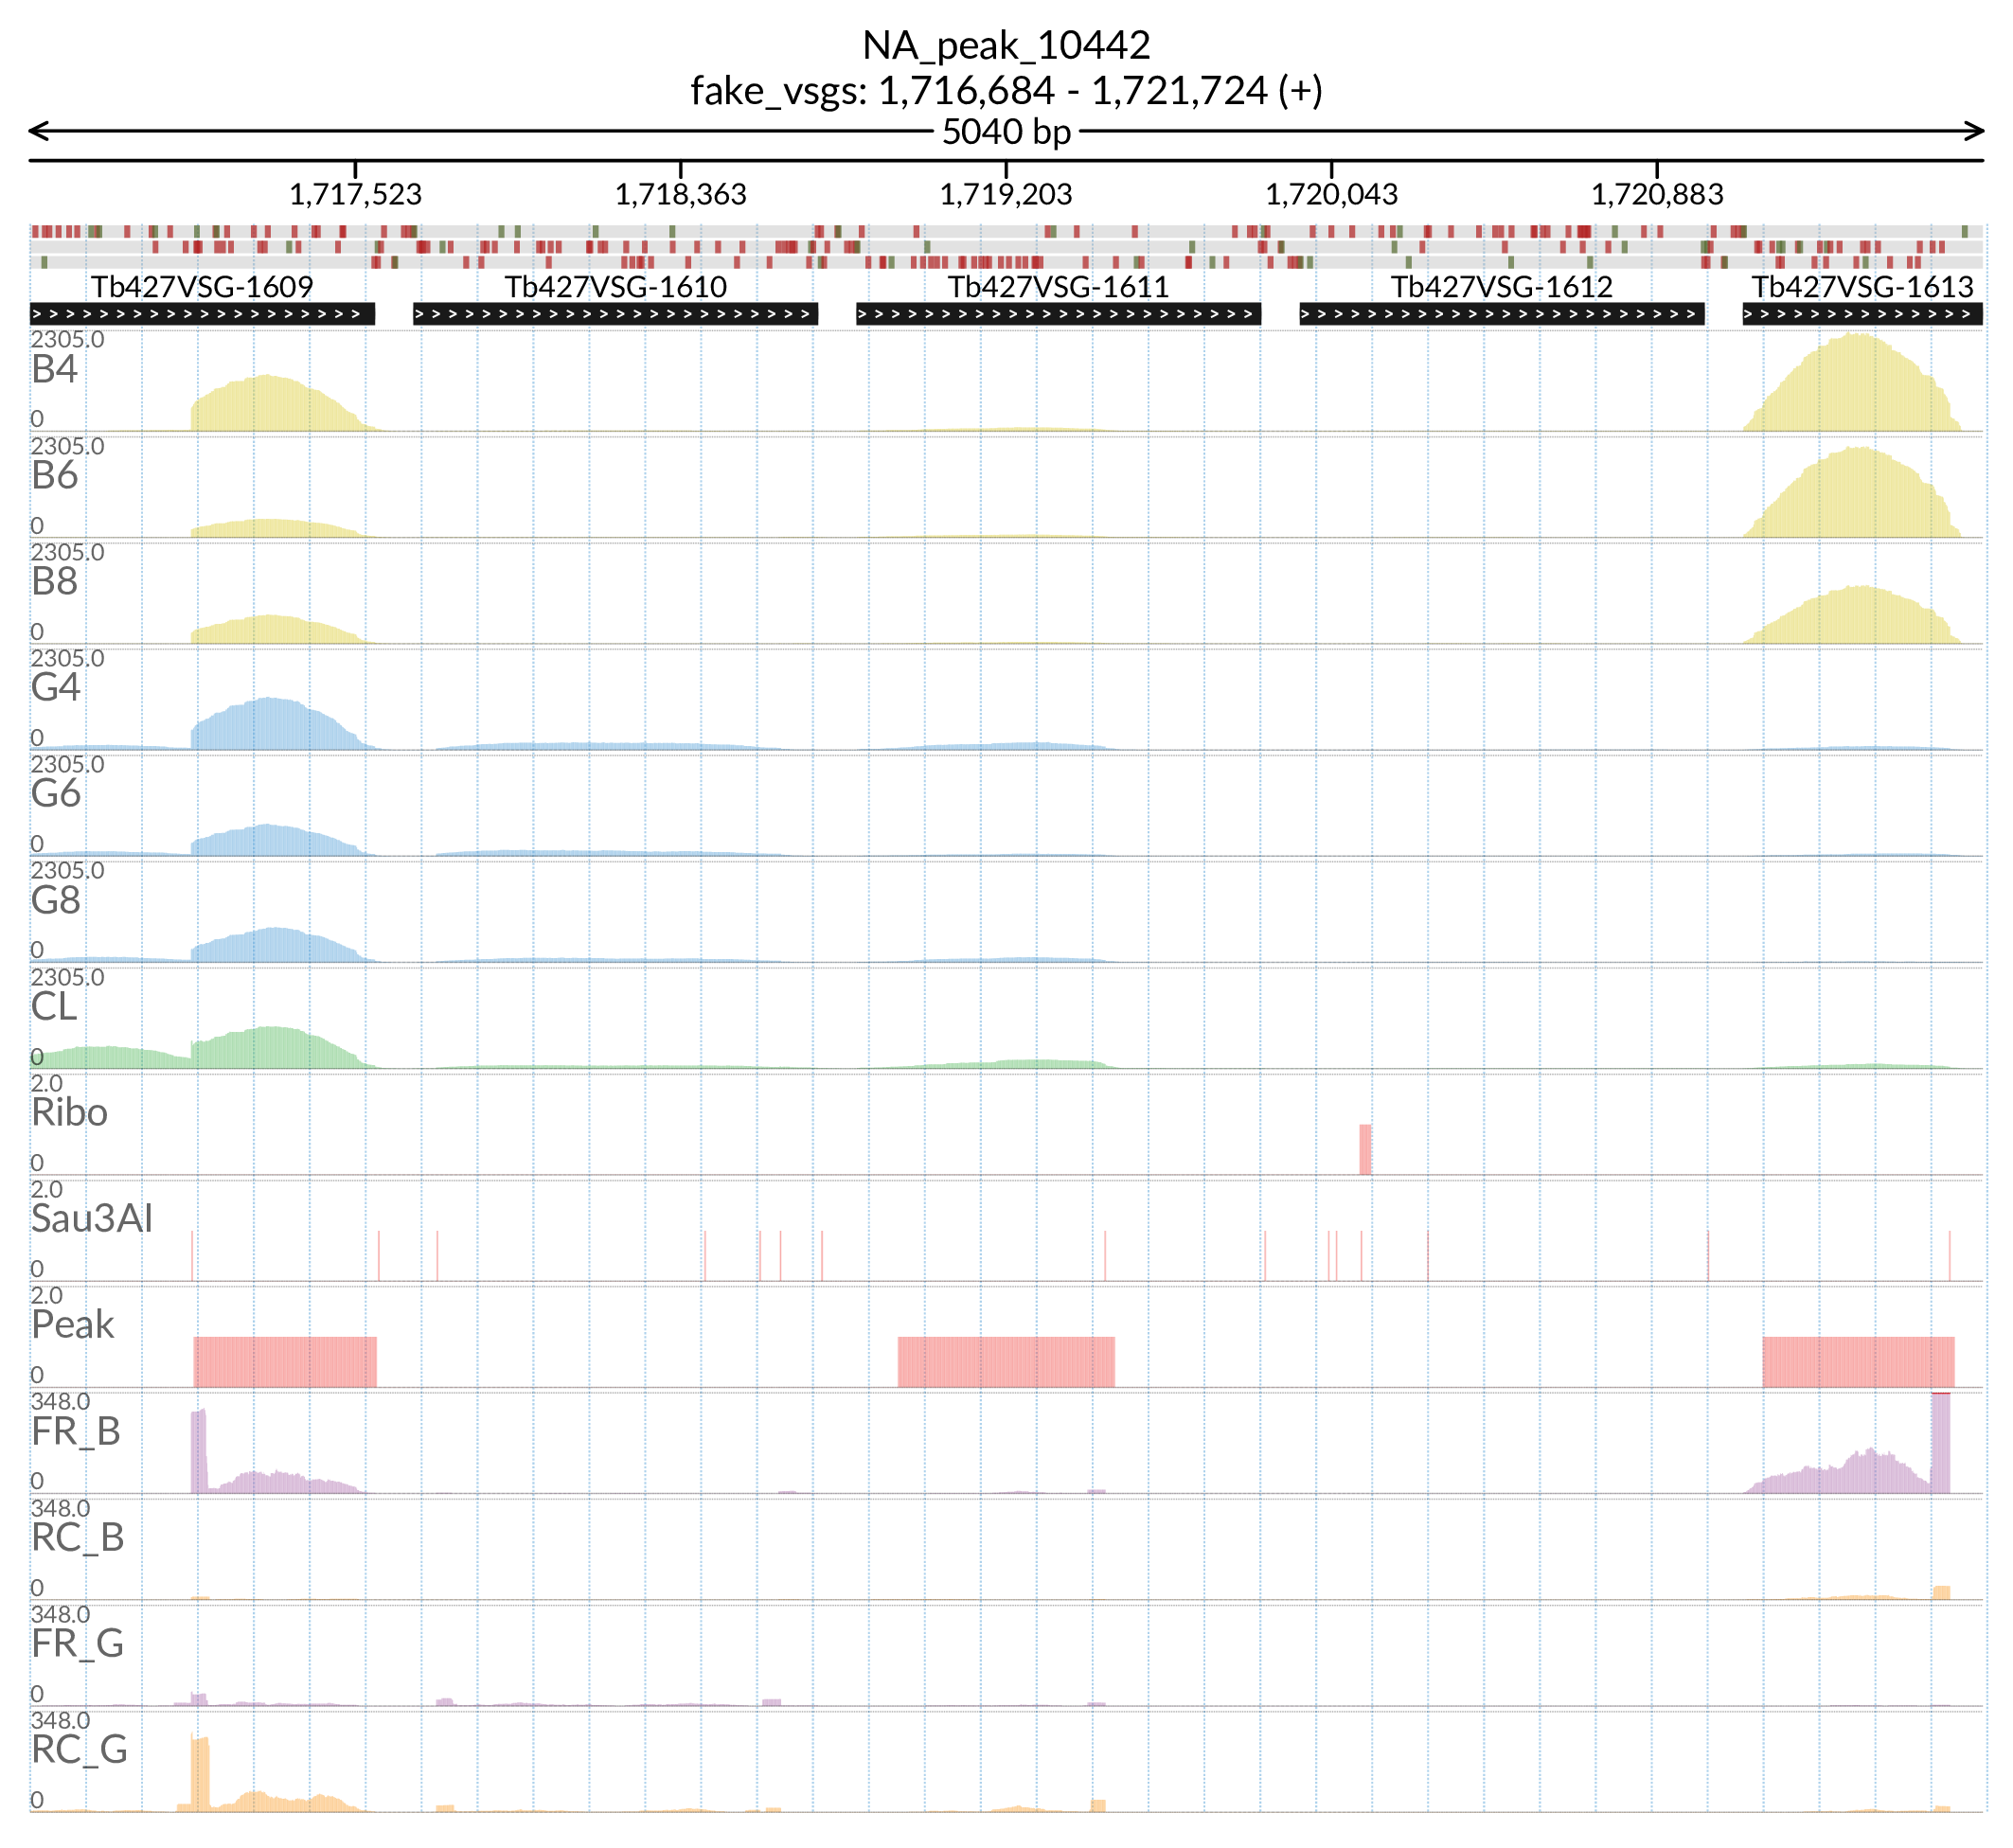 NA_peak_10442
fake_vsgs: 1,716,684 - 1,721,724 (+)
5040 bp
1,717,523 1,718,363 1,719,203 1,720,043 1,720,883
Tb427VSG-1609 Tb427VSG-1610 Tb427VSG-1611 Tb427VSG-1612 Tb427VSG-1613
2305.0
B4
0
2305.0
B6
0
2305.0
B8
0
2305.0
G4
0
2305.0
G6
0
2305.0
G8
0
2305.0
CL
0
2.0
Ribo
0
2.0
Sau3AI
0
2.0
Peak
0
348.0
FR_B
0
348.0
RC_B
0
348.0
FR_G
0
348.0
RC_G
0